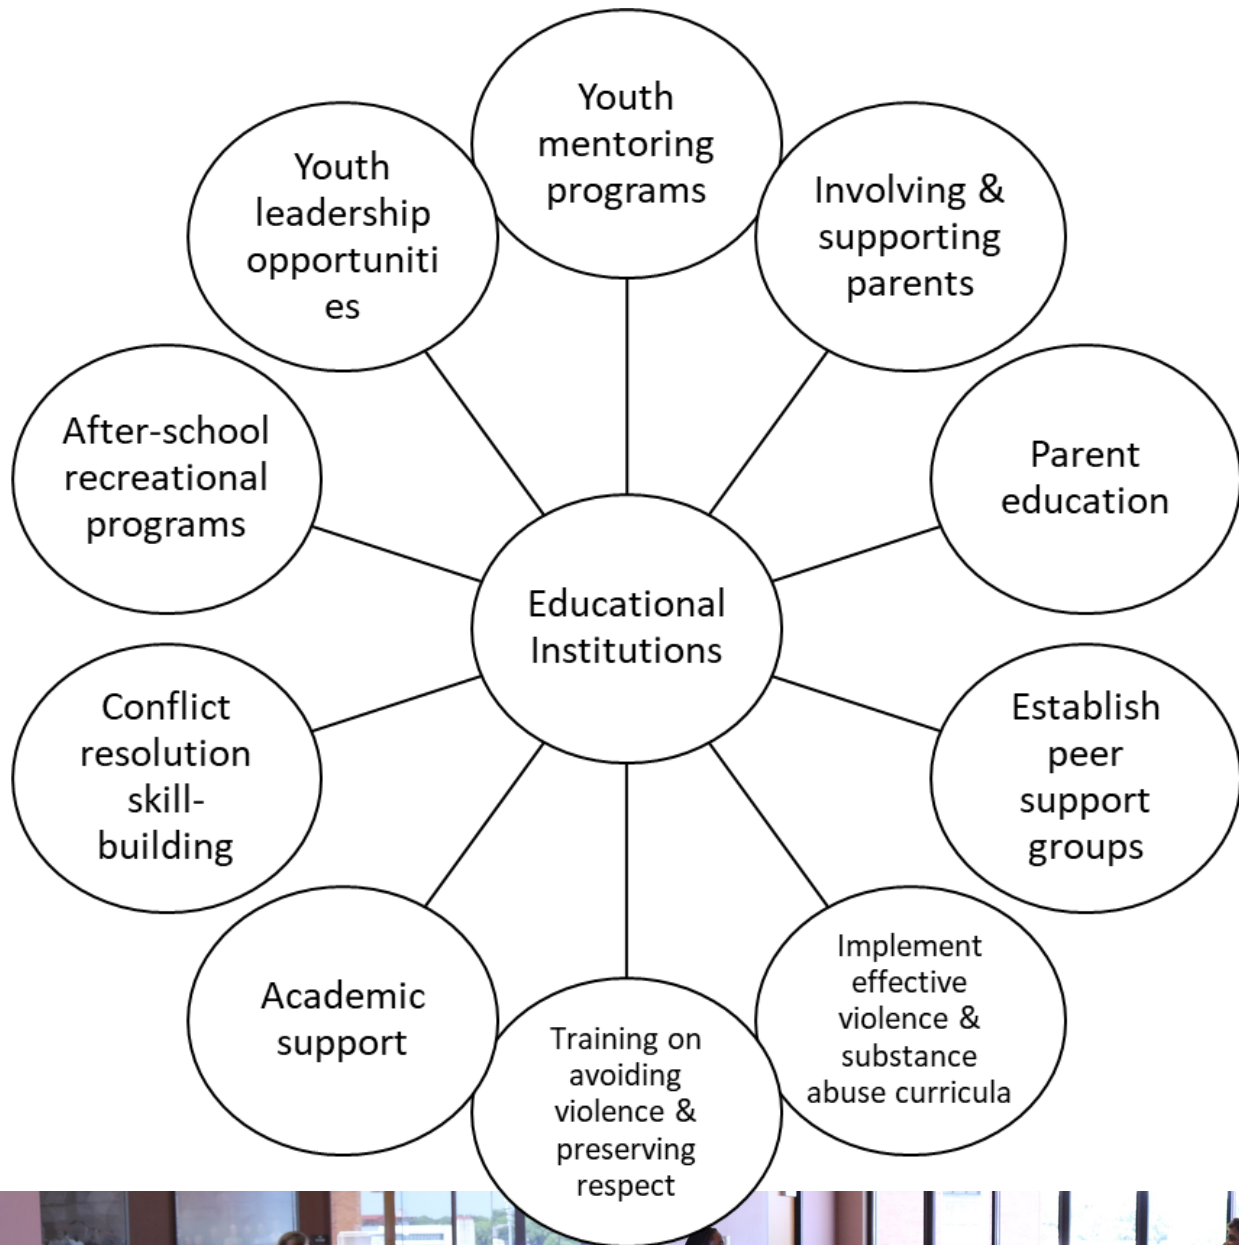 Youth
mentoring
programs
Involving &
supporting
parents
Parent
education
Establish
peer
support
groups
Implement
effective
violence &
substance
abuse curricula
Training on
avoiding
violence &
preserving
respect
Academic
support
Conflict
resolution
skill-
building
After-school
recreational
programs
Youth
leadership
opportuniti
es
Educational
Institutions